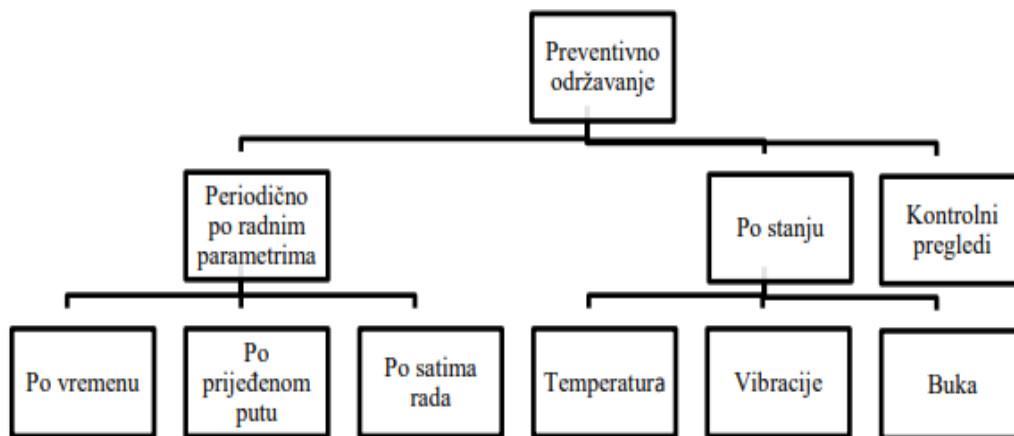 Preventivno
održavanje
Periodično
po radnim
parametrima
Po stanju
Kontrolni
pregledi
Po vremenu
Po
prijeđenom
putu
Po satima
rada
Temperatura
Vibracije
Buka